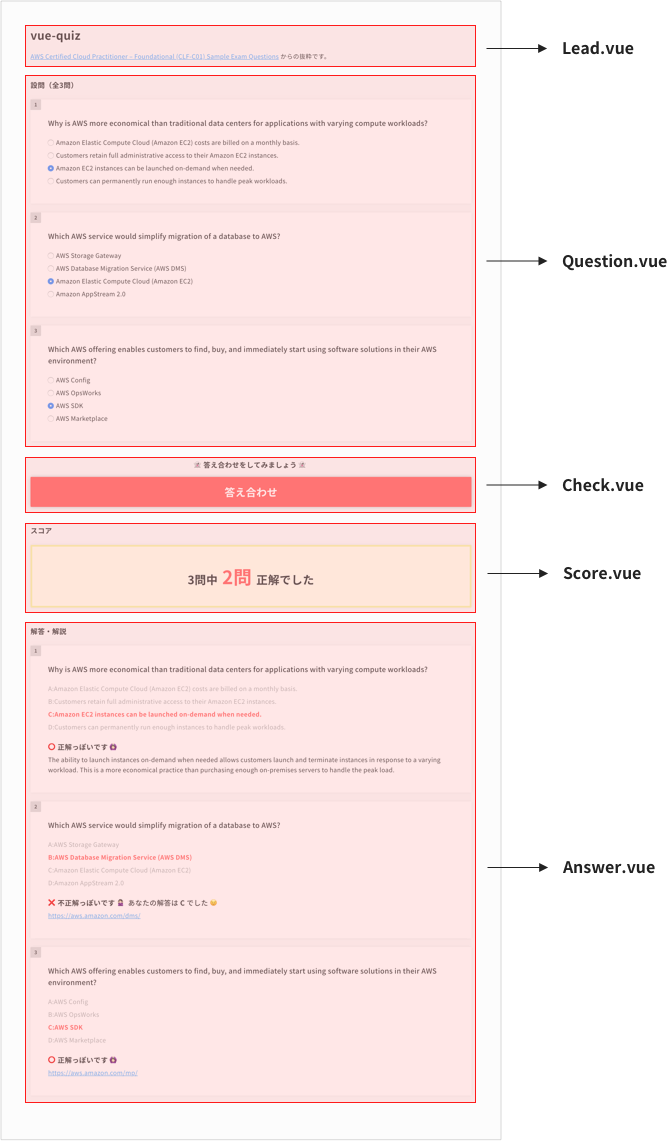 vue-quiz
AWS Certified Cloud Practitioner – Foundational (CLF-C01) Sample Exam Questions からの抜粋です。
Lead.vue
設問（全3問）
1
Why is AWS more economical than traditional data centers for applications with varying compute workloads?
Amazon Elastic Compute Cloud (Amazon EC2) costs are billed on a monthly basis.
Customers retain full administrative access to their Amazon EC2 instances.
Amazon EC2 instances can be launched on-demand when needed.
Customers can permanently run enough instances to handle peak workloads.
2
Which AWS service would simplify migration of a database to AWS?
AWS Storage Gateway
AWS Database Migration Service (AWS DMS)
Amazon Elastic Compute Cloud (Amazon EC2)
Amazon AppStream 2.0
Question.vue
3
Which AWS offering enables customers to find, buy, and immediately start using software solutions in their AWS
environment?
AWS Config
AWS OpsWorks
AWS SDK
AWS Marketplace
答え合わせをしてみましょう
答え合わせ
Check.vue
スコア
3問中 2問 正解でした
Score.vue
解答・解説
1
Why is AWS more economical than traditional data centers for applications with varying compute workloads?
A:Amazon Elastic Compute Cloud (Amazon EC2) costs are billed on a monthly basis.
B:Customers retain full administrative access to their Amazon EC2 instances.
C:Amazon EC2 instances can be launched on-demand when needed.
D:Customers can permanently run enough instances to handle peak workloads.
⭕ 正解っぽいです
The ability to launch instances on-demand when needed allows customers launch and terminate instances in response to a varying
workload. This is a more economical practice than purchasing enough on-premises servers to handle the peak load.
2
Which AWS service would simplify migration of a database to AWS?
A:AWS Storage Gateway
B:AWS Database Migration Service (AWS DMS)
C:Amazon Elastic Compute Cloud (Amazon EC2)
D:Amazon AppStream 2.0
❌ 不正解っぽいです あなたの解答は C でした
https://aws.amazon.com/dms/
Answer.vue
3
Which AWS offering enables customers to find, buy, and immediately start using software solutions in their AWS
environment?
A:AWS Config
B:AWS OpsWorks
C:AWS SDK
D:AWS Marketplace
⭕ 正解っぽいです
https://aws.amazon.com/mp/